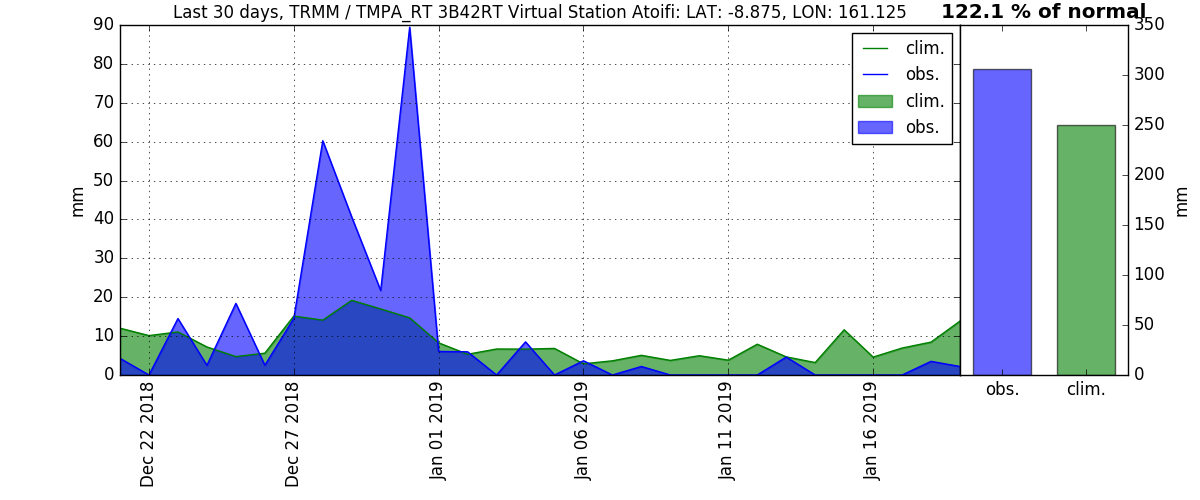 Last 30 days, TRMM / TMPA_RT 3B42RT Virtual Station Atoifi: LAT: -8.875, LON: 161.125
122.1 % of normal
90
80
70
60
50
40
30
20
10
0
mm
clim.
obs.
clim.
obs.
Dec 22 2018
Dec 27 2018
Jan 01 2019
Jan 06 2019
Jan 11 2019
Jan 16 2019
350
300
250
200
150
100
50
0
mm
obs.
clim.